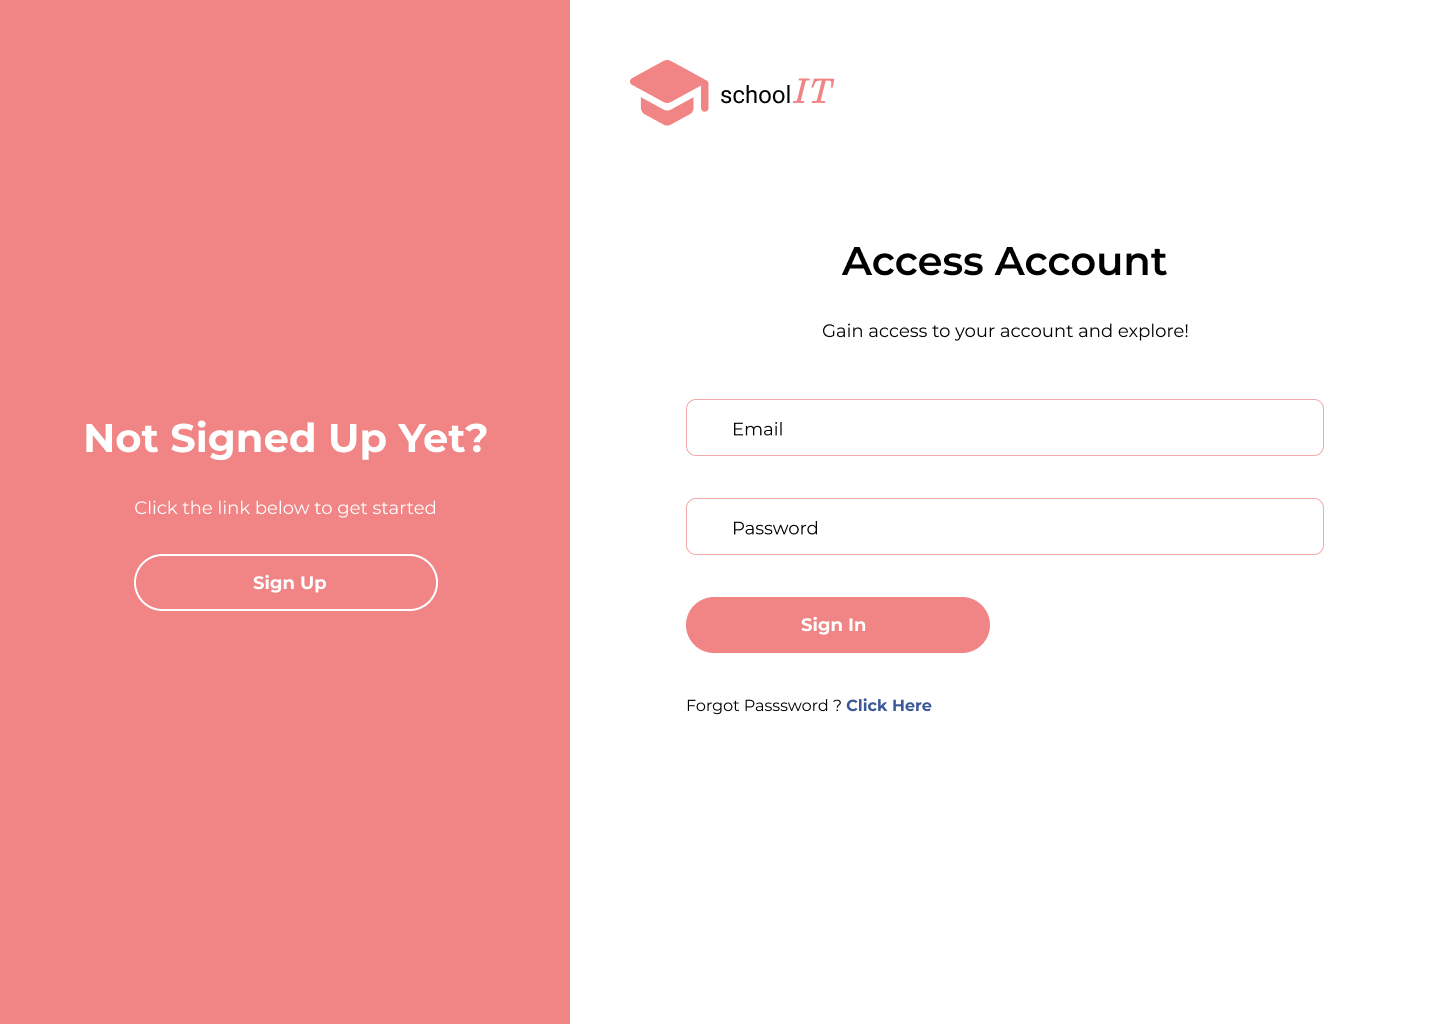 Not Signed Up Yet?
Click the link below to get started
Sign Up
schoolIT
Access Account
Gain access to your account and explore!
Email
Password
Sign In
Forgot Passsword ? Click Here